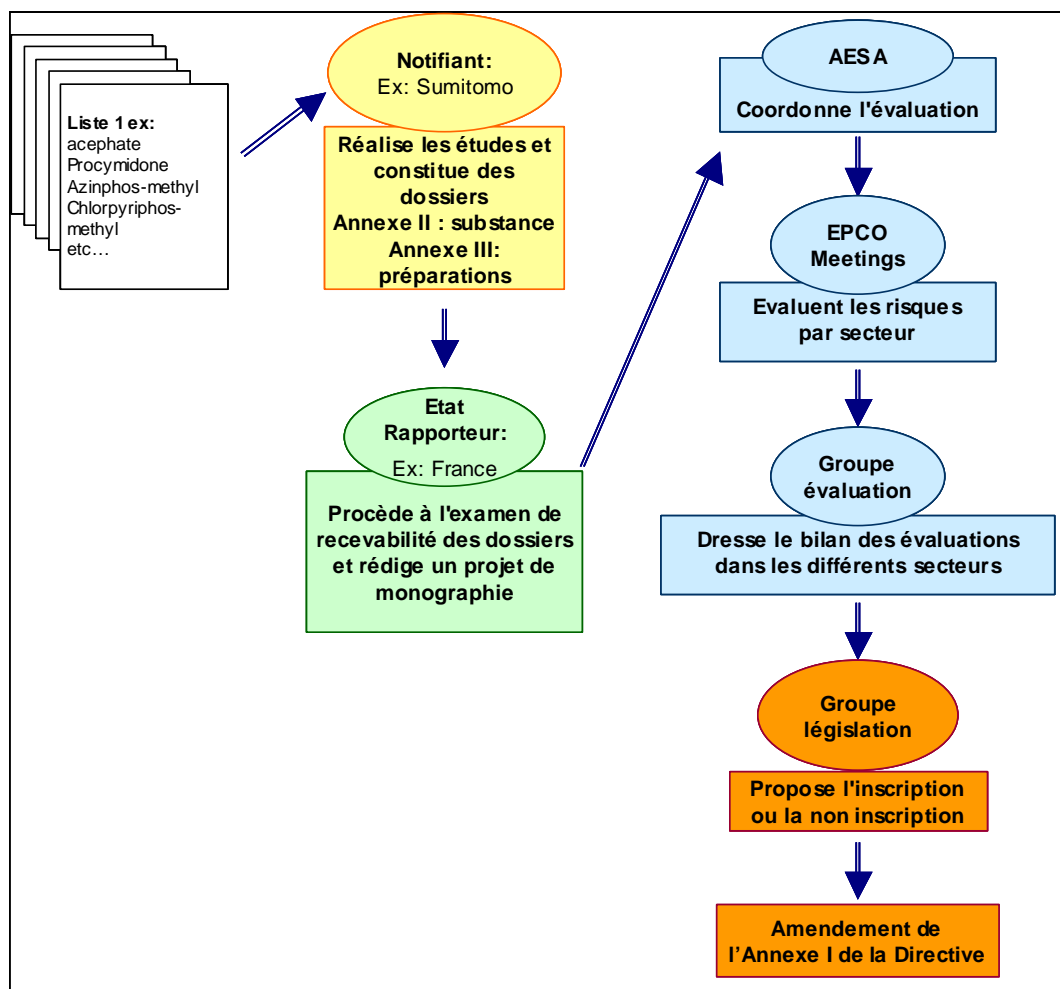 Liste 1 ex:
acephate
Procymidone
Azinphos-methyl
Chlorpyriphos-
methyl
etc…
Notifiant:
Ex: Sumitomo
Réalise les études et
constitue des
dossiers
Annexe II : substance
Annexe III:
préparations
Etat
Rapporteur:
Ex: France
Procède à l'examen de
recevabilité des dossiers
et rédige un projet de
monographie
AESA
Coordonne l'évaluation
EPCO
Meetings
Evaluent les risques
par secteur
Groupe
évaluation
Dresse le bilan des évaluations
dans les différents secteurs
Groupe
législation
Propose l'inscription
ou la non inscription
Amendement de
l’Annexe I de la Directive